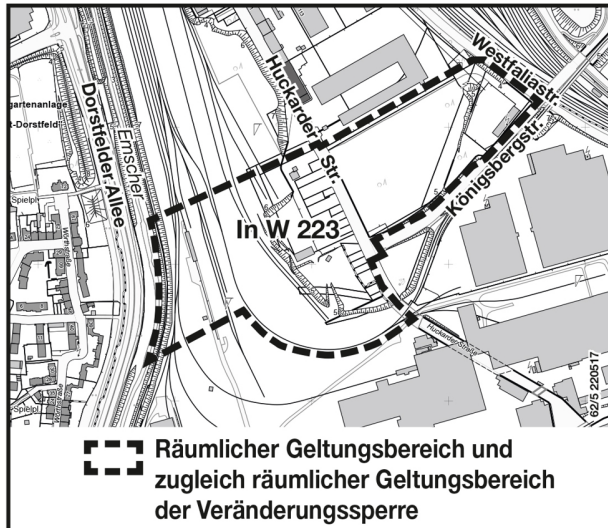 Westfaliastr.
Huckarder Str.
gartenanlage
t-Dorstfeld
Dorstfelder Allee
Emscher
Königsbergstr.
Spielpl.
In W 223
Huckarder Straße
62/5 220517
Spielpl.
Räumlicher Geltungsbereich und
zugleich räumlicher Geltungsbereich
der Veränderungssperre